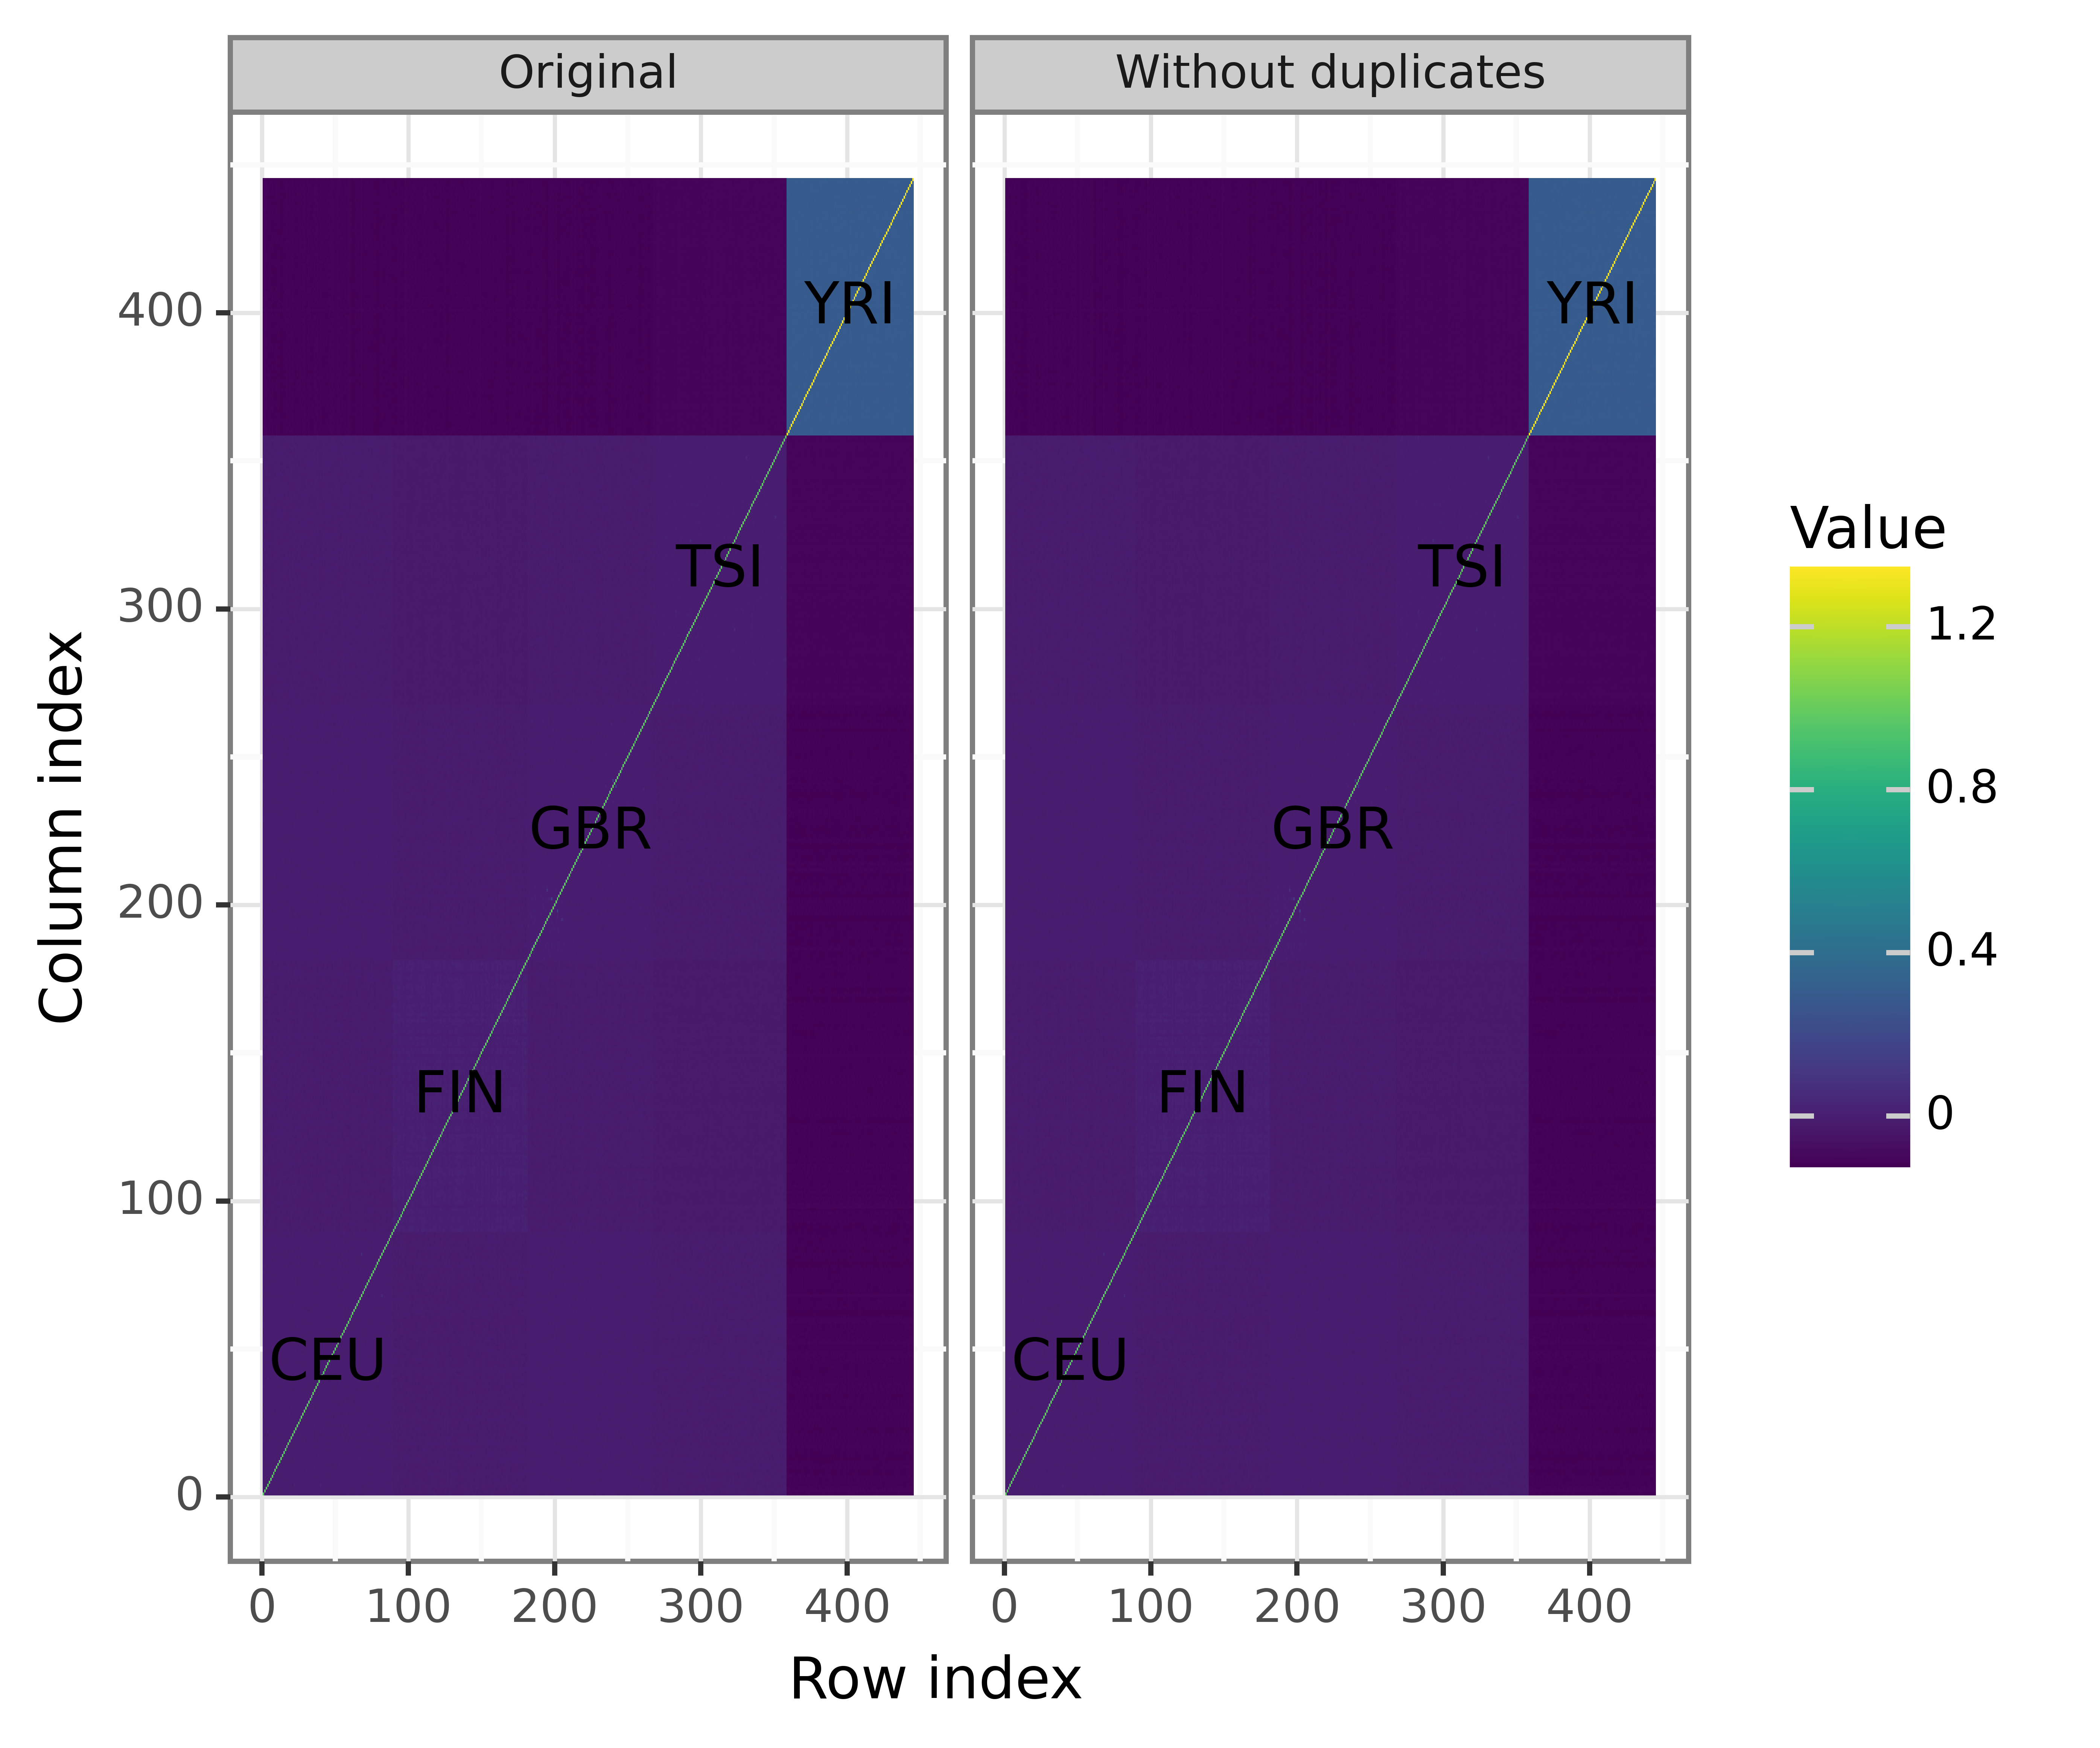 Original
Without duplicates
Column index
400
300
200
100
0
YRI
TSI
GBR
FIN
CEU
YRI
TSI
GBR
FIN
CEU
0 100 200 300 400
0 100 200 300 400
Row index
Value
1.2
0.8
0.4
0